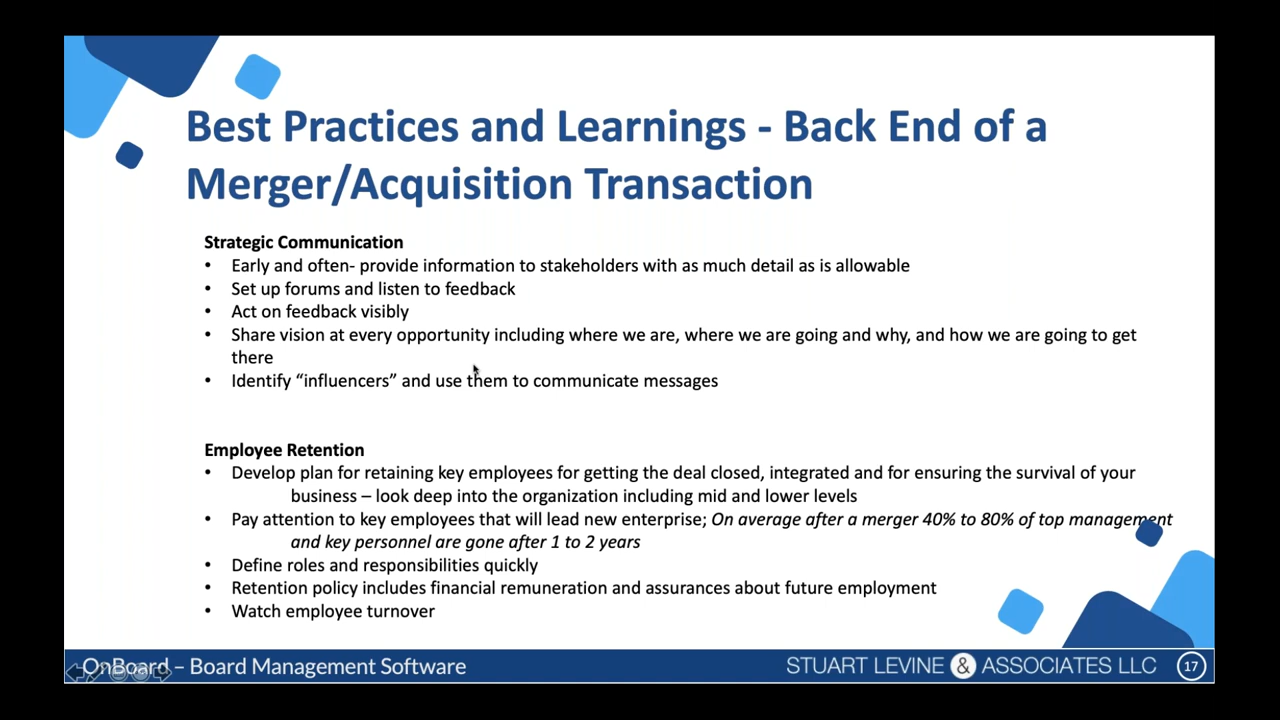 Best Practices and Learnings - Back End of a
Merger/Acquisition Transaction
Strategic Communication
• Early and often- provide information to stakeholders with as much detail as is allowable
• Set up forums and listen to feedback
• Act on feedback visibly
• Share vision at every opportunity including where we are, where we are going and why, and how we are going to get
there
• Identify “influencers” and use them to communicate messages
Employee Retention
• Develop plan for retaining key employees for getting the deal closed, integrated and for ensuring the survival of your
business – look deep into the organization including mid and lower levels
• Pay attention to key employees that will lead new enterprise; On average after a merger 40% to 80% of top management
and key personnel are gone after 1 to 2 years
• Define roles and responsibilities quickly
• Retention policy includes financial remuneration and assurances about future employment
• Watch employee turnover
OnBoard – Board Management Software
STUART LEVINE & ASSOCIATES LLC
17